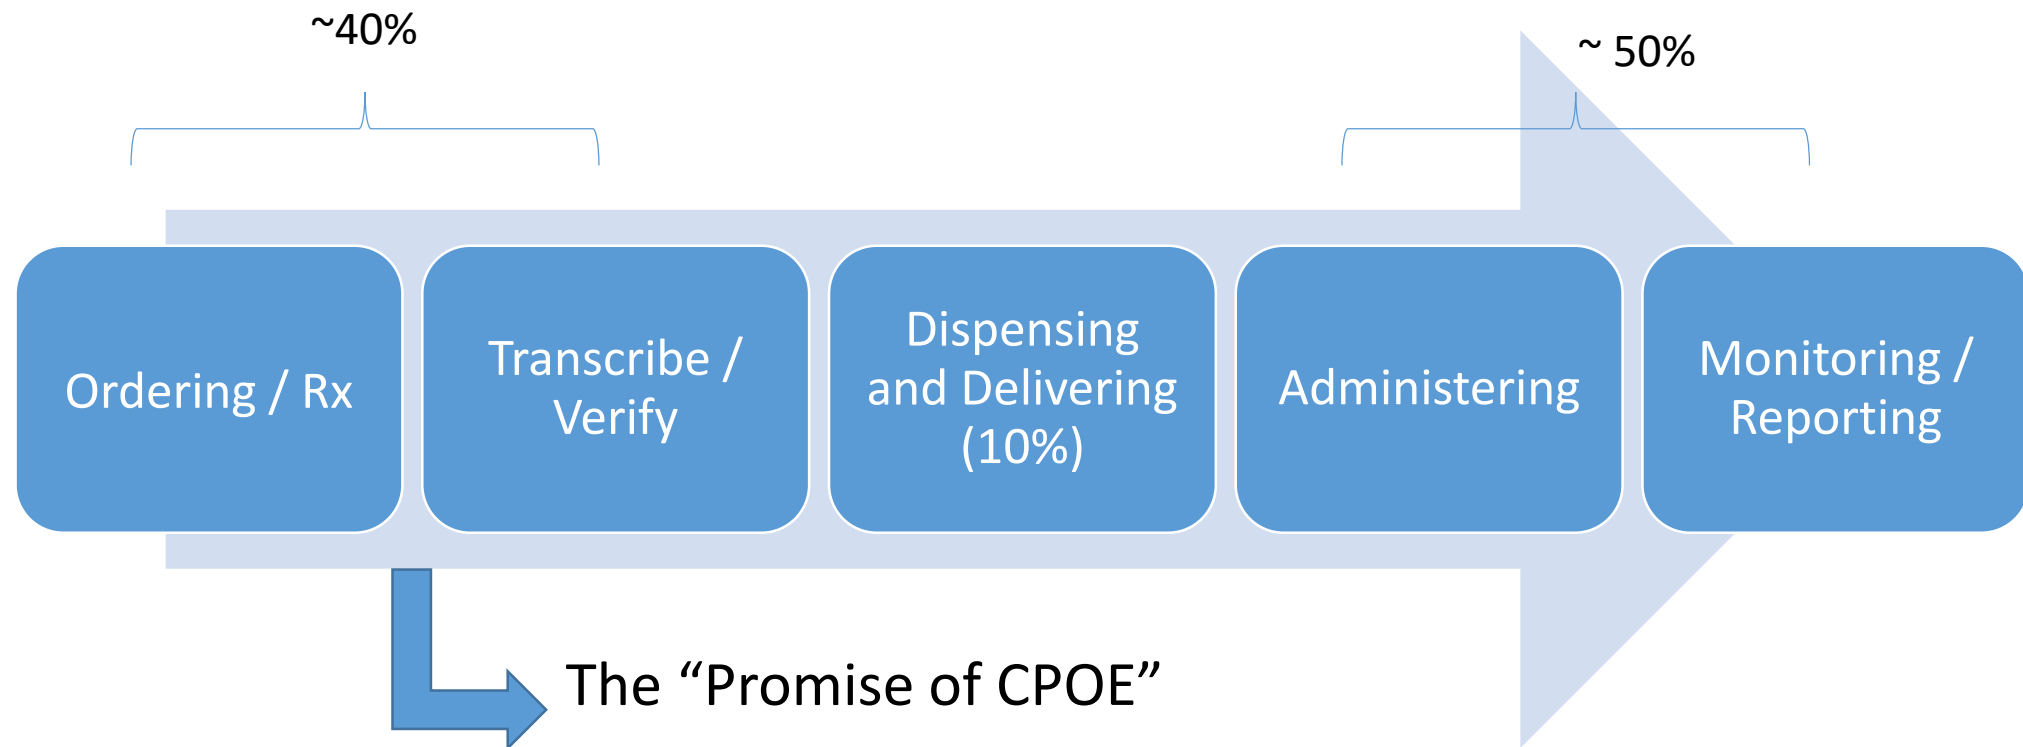 ~40%
~ 50%
Ordering / Rx
Transcribe /
Verify
Dispensing
and Delivering
(10%)
Administering
Monitoring /
Reporting
The “Promise of CPOE”